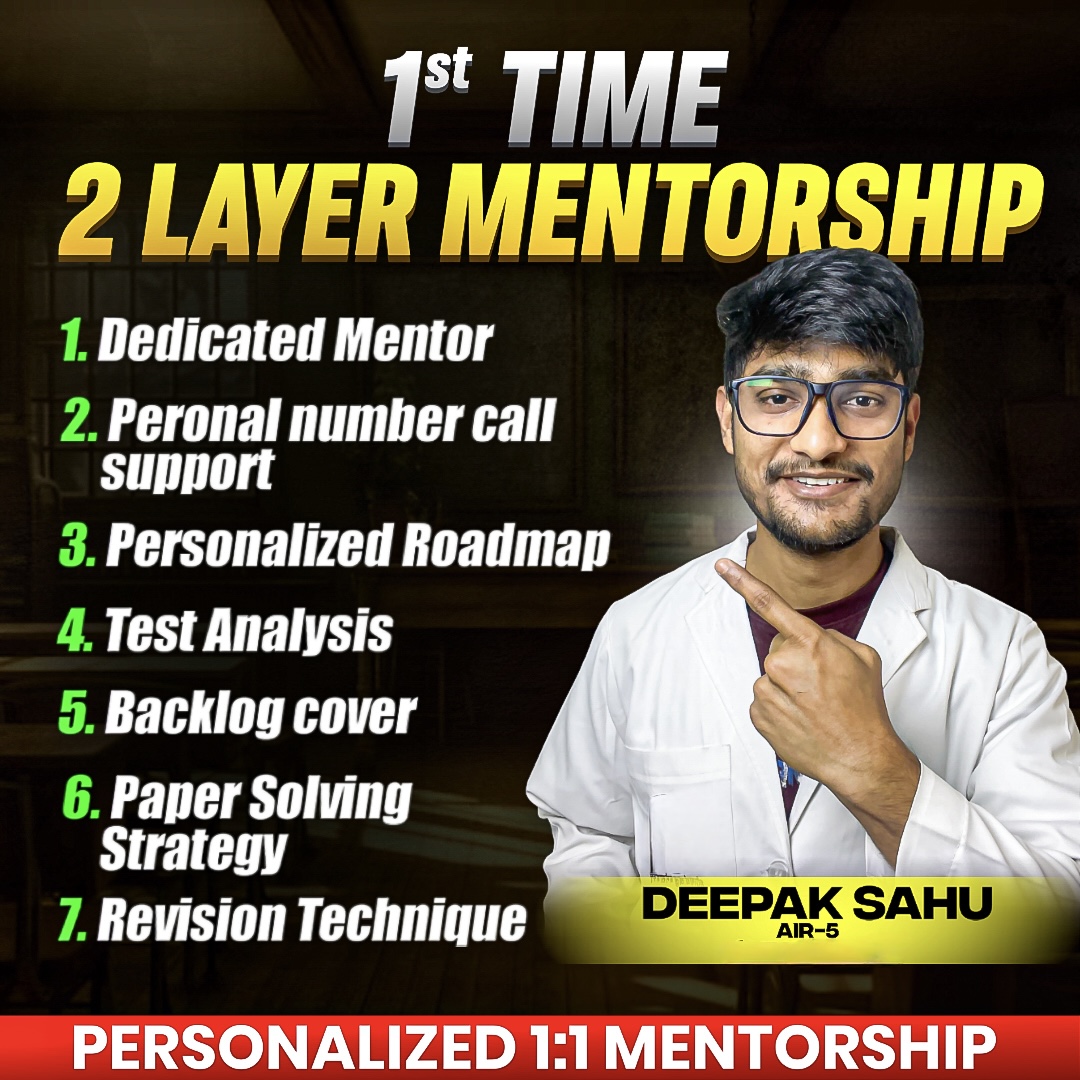 1st TIME
2 LAYER MENTORSHIP
1. Dedicated Mentor
2. Peronal number call
support
3. Personalized Roadmap
4. Test Analysis
5. Backlog cover
6. Paper Solving
Strategy
7. Revision Technique
DEEPAK SAHU
AIR-5
PERSONALIZED 1:1 MENTORSHIP